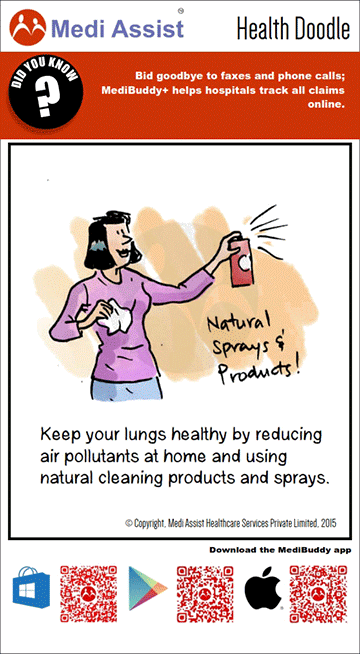 Medi Assist
Health Doodle
DID YOU KNOW
?
Bid goodbye to faxes and phone calls;
MediBuddy+ helps hospitals track all claims
online.
Natural
Sprays &
Products!
Keep your lungs healthy by reducing
air pollutants at home and using
natural cleaning products and sprays.
© Copyright, Medi Assist Healthcare Services Private Limited, 2015
Download the MediBuddy app